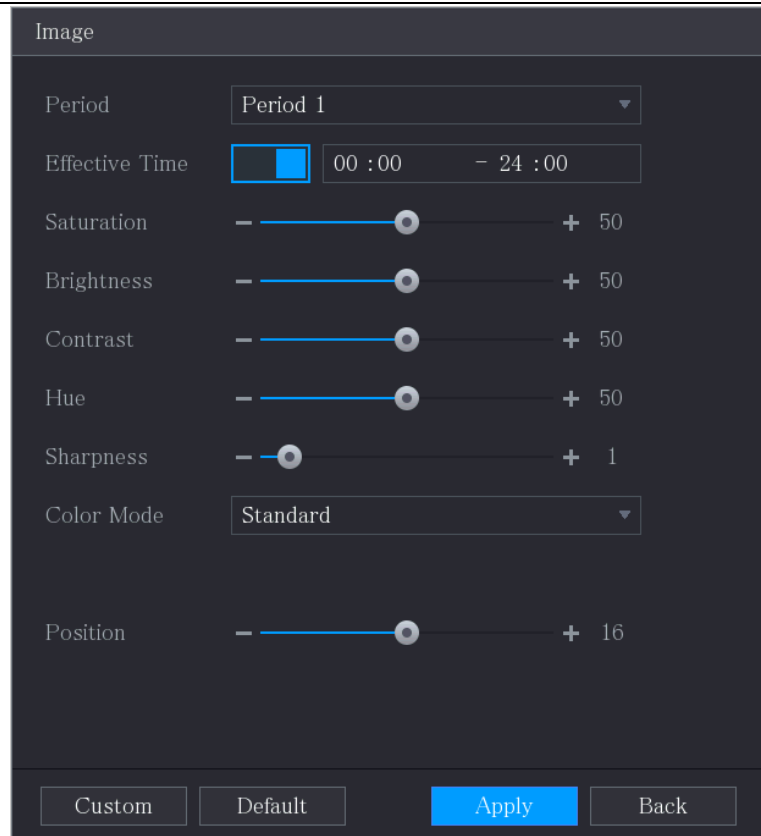 Image
Period Period 1
Effective Time 00 :00 - 24 :00
Saturation - + 50
Brightness - + 50
Contrast - + 50
Hue - + 50
Sharpness - + 1
Color Mode Standard
Position - + 16
Custom Default Apply Back